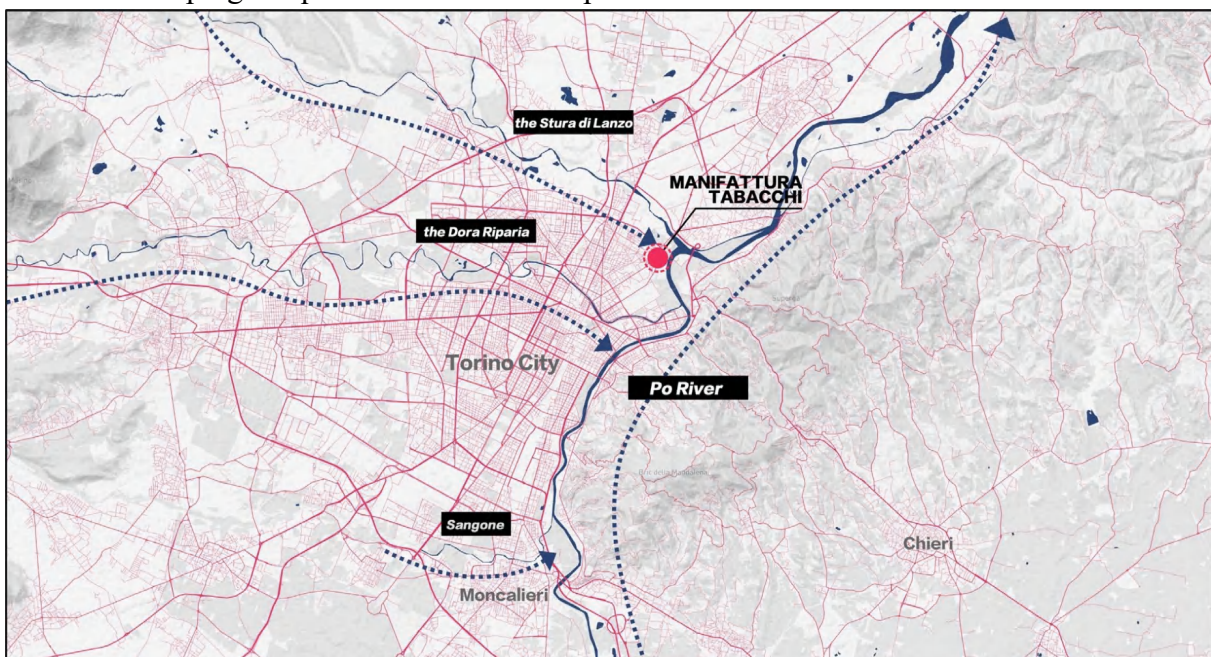 the Stura di Lanzo
MANIFATTURA
TABACCHI
the Dora Riparia
Torino City
Po River
Sangone
Chieri
Moncalieri